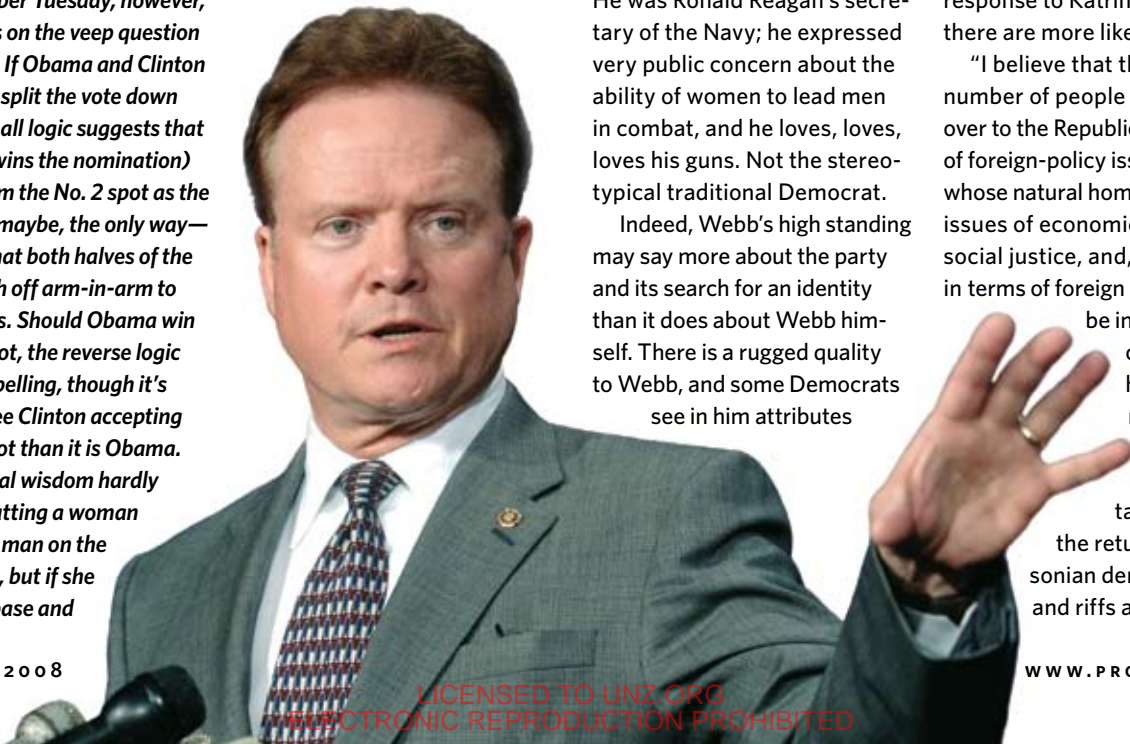 per Tuesday, however,
s on the veep question
If Obama and Clinton
split the vote down
all logic suggests that
wins the nomination)
m the No. 2 spot as the
maybe, the only way—
hat both halves of the
h off arm-in-arm to
s. Should Obama win
ot, the reverse logic
pelling, though it's
ee Clinton accepting
ot than it is Obama.
al wisdom hardly
utting a woman
man on the
, but if she
base and
2008
He was Ronald Reagan's secre-
tary of the Navy; he expressed
very public concern about the
ability of women to lead men
in combat, and he loves, loves,
loves his guns. Not the stereo-
typical traditional Democrat.
Indeed, Webb's high standing
may say more about the party
and its search for an identity
than it does about Webb him-
self. There is a rugged quality
to Webb, and some Democrats
see in him attributes
response to Katrin
there are more like
"I believe that th
number of people
over to the Republic
of foreign-policy iss
whose natural hom
issues of economic
social justice, and,
in terms of foreign
be in
ta
the retu
sonian der
and riffs a
WWW.PRO
LICENSED TO UNZ.ORG
ELECTRONIC REPRODUCTION PROHIBITED